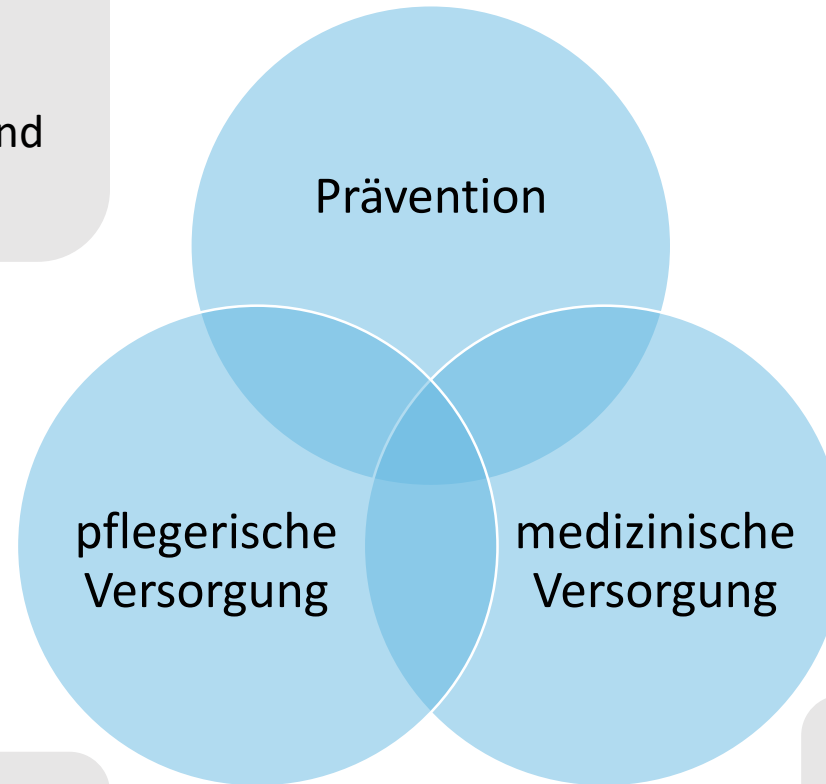 nd
Prävention
pflegerische
Versorgung
medizinische
Versorgung